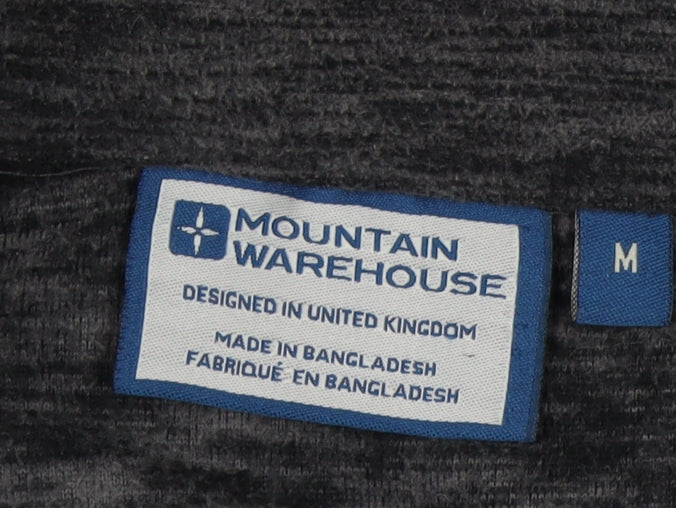 MOUNTAIN
WAREHOUSE
DESIGNED IN UNITED KINGDOM
MADE IN BANGLADESH
FABRIQUÉ EN BANGLADESH
M